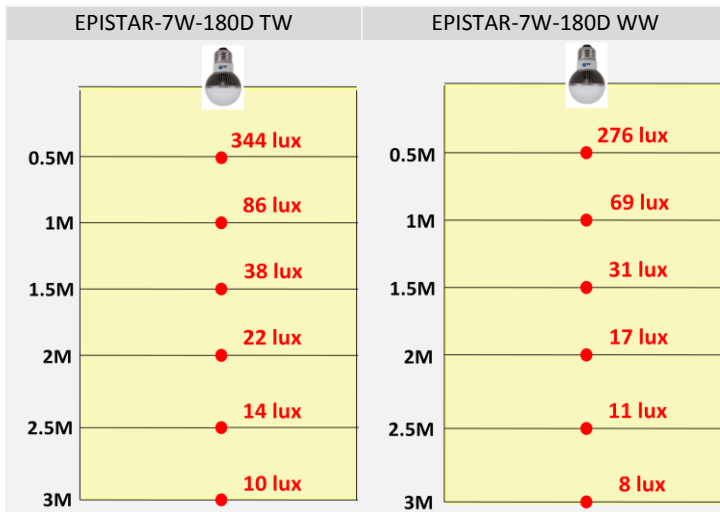 EPISTAR-7W-180D TW
344 lux
0.5M
86 lux
1M
38 lux
1.5M
22 lux
2M
14 lux
2.5M
10 lux
3M
EPISTAR-7W-180D WW
276 lux
0.5M
69 lux
1M
31 lux
1.5M
17 lux
2M
11 lux
2.5M
8 lux
3M